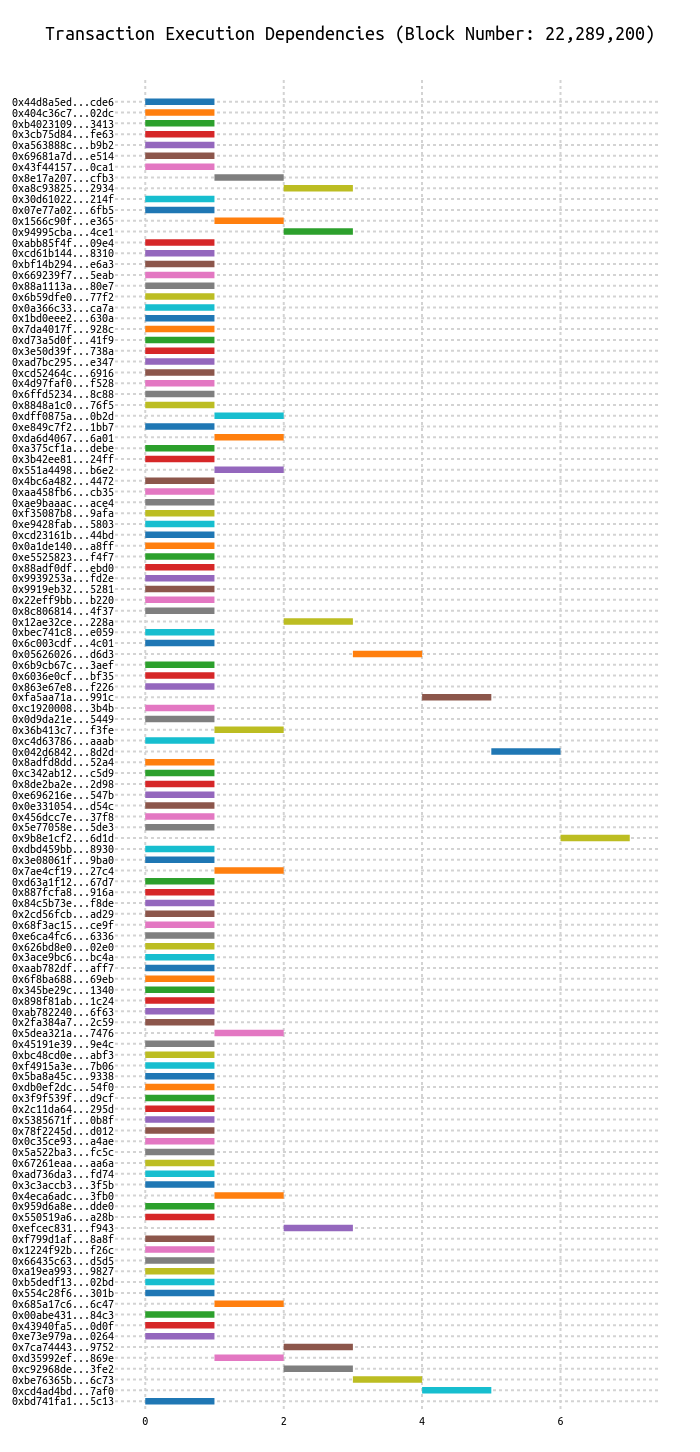 Transaction Execution Dependencies (Block Number: 22,289,200)
0x44d8a5ed...cde6
0x404c36c7...02dc
0xb4023109...3413
0x3cb75d84...fe63
0xa563888c...b9b2
0x69681a7d...e514
0x43f44157...0ca1
0x8e17a207...cfb3
0xa8c93825...2934
0x30d61022...214f
0x07e77a02...6fb5
0x1566c90f...e365
0x94995cba...4ce1
0xabb85f4f...09e4
0xcd61b144...8310
0xbf14b294...e6a3
0x669239f7...5eab
0x88a1113a...80e7
0x6b59dfe0...77f2
0x0a366c33...ca7a
0x1bd0eee2...630a
0x7da4017f...928c
0xd73a5d0f...41f9
0x3e50d39f...738a
0xad7bc295...e347
0xcd52464c...6916
0x4d97faf0...f528
0x6ffd5234...8c88
0x8848a1c0...76f5
0xdff0875a...0b2d
0xe849c7f2...1bb7
0xda6d4067...6a01
0xa375cf1a...debe
0x3b42ee81...24ff
0x551a4498...b6e2
0x4bc6a482...4472
0xaa458fb6...cb35
0xae9baaac...ace4
0xf35087b8...9afa
0xe9428fab...5803
0xcd23161b...44bd
0x0a1de140...a8ff
0xe5525823...f4f7
0x88adf0df...ebd0
0x9939253a...fd2e
0x9919eb32...5281
0x22eff9bb...b220
0x8c806814...4f37
0x12ae32ce...228a
0xbec741c8...e059
0x6c003cdf...4c01
0x05626026...d6d3
0x6b9cb67c...3aef
0x6036e0cf...bf35
0x863e67e8...f226
0xfa5aa71a...991c
0xc1920008...3b4b
0x0d9da21e...5449
0x36b413c7...f3fe
0xc4d63786...aaab
0x042d6842...8d2d
0x8adfd8dd...52a4
0xc342ab12...c5d9
0x8de2ba2e...2d98
0xe696216e...547b
0x0e331054...d54c
0x456dcc7e...37f8
0x5e77058e...5de3
0x9b8e1cf2...6d1d
0xdbd459bb...8930
0x3e08061f...9ba0
0x7ae4cf19...27c4
0xd63a1f12...67d7
0x887fcfa8...916a
0x84c5b73e...f8de
0x2cd56fcb...ad29
0x68f3ac15...ce9f
0xe6ca4fc6...6336
0x626bd8e0...02e0
0x3ace9bc6...bc4a
0xaab782df...aff7
0x6f8ba688...69eb
0x345be29c...1340
0x898f81ab...1c24
0xab782240...6f63
0x2fa384a7...2c59
0x5dea321a...7476
0x45191e39...9e4c
0xbc48cd0e...abf3
0xf4915a3e...7b06
0x5ba8a45c...9338
0xdb0ef2dc...54f0
0x3f9f539f...d9cf
0x2c11da64...295d
0x5385671f...0b8f
0x78f2245d...d012
0x0c35ce93...a4ae
0x5a522ba3...fc5c
0x67261eaa...aa6a
0xad736da3...fd74
0x3c3accb3...3f5b
0x4eca6adc...3fb0
0x959d6a8e...dde0
0x550519a6...a28b
0xefcec831...f943
0xf799d1af...8a8f
0x1224f92b...f26c
0x66435c63...d5d5
0xa19ea993...9827
0xb5dedf13...02bd
0x554c28f6...301b
0x685a17c6...6c47
0x00abe431...84c3
0x43940fa5...0d0f
0xe73e979a...0264
0x7ca74443...9752
0xd35992ef...869e
0xc92968de...3fe2
0xbe76365b...6c73
0xcd4ad4bd...7af0
0xbd741fa1...5c13
0 2 4 6